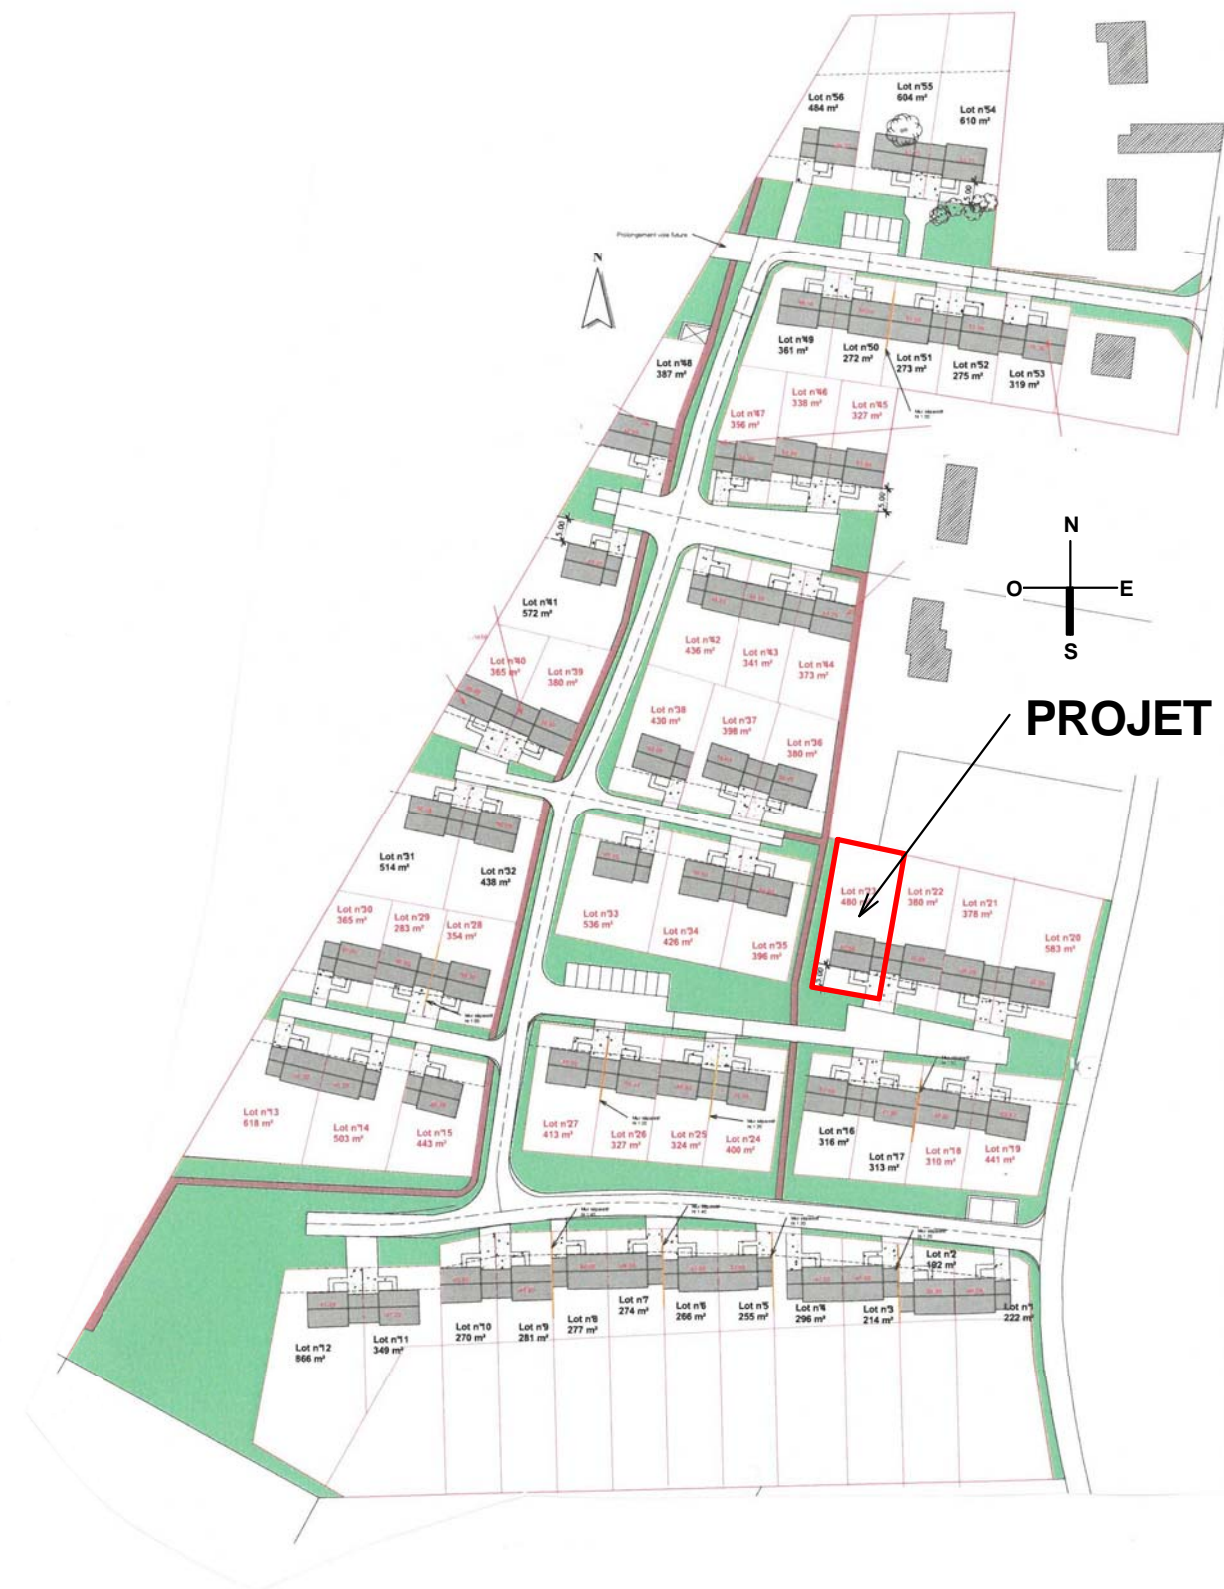 Lot n°56
484 m²
Lot n°55
604 m²
Lot n°54
610 m²
5.00
Prolongement voie future
N
Lot n°48
387 m²
Lot n°49
361 m²
Lot n°50
272 m²
Lot n°51
273 m²
Lot n°52
275 m²
Lot n°53
319 m²
Lot n°47
356 m²
Lot n°46
338 m²
Lot n°45
327 m²
5.00
5.00
N
O
E
S
Lot n°41
572 m²
Lot n°40
365 m²
Lot n°39
380 m²
Lot n°42
436 m²
Lot n°43
341 m²
Lot n°44
373 m²
Lot n°38
430 m²
Lot n°37
398 m²
Lot n°36
380 m²
PROJET
Lot n°31
514 m²
Lot n°32
438 m²
Lot n°30
365 m²
Lot n°29
283 m²
Lot n°28
354 m²
Lot n°33
536 m²
Lot n°34
426 m²
Lot n°35
396 m²
Lot n°23
480 m²
Lot n°22
380 m²
Lot n°21
378 m²
Lot n°20
583 m²
5.00
Lot n°13
618 m²
Lot n°14
503 m²
Lot n°15
443 m²
Lot n°27
413 m²
Lot n°26
327 m²
Lot n°25
324 m²
Lot n°24
400 m²
Lot n°16
316 m²
Lot n°17
313 m²
Lot n°18
310 m²
Lot n°19
441 m²
Lot n°12
866 m²
Lot n°11
349 m²
Lot n°10
270 m²
Lot n°9
281 m²
Lot n°8
277 m²
Lot n°7
274 m²
Lot n°6
266 m²
Lot n°5
255 m²
Lot n°4
296 m²
Lot n°3
214 m²
Lot n°2
192 m²
Lot n°1
222 m²